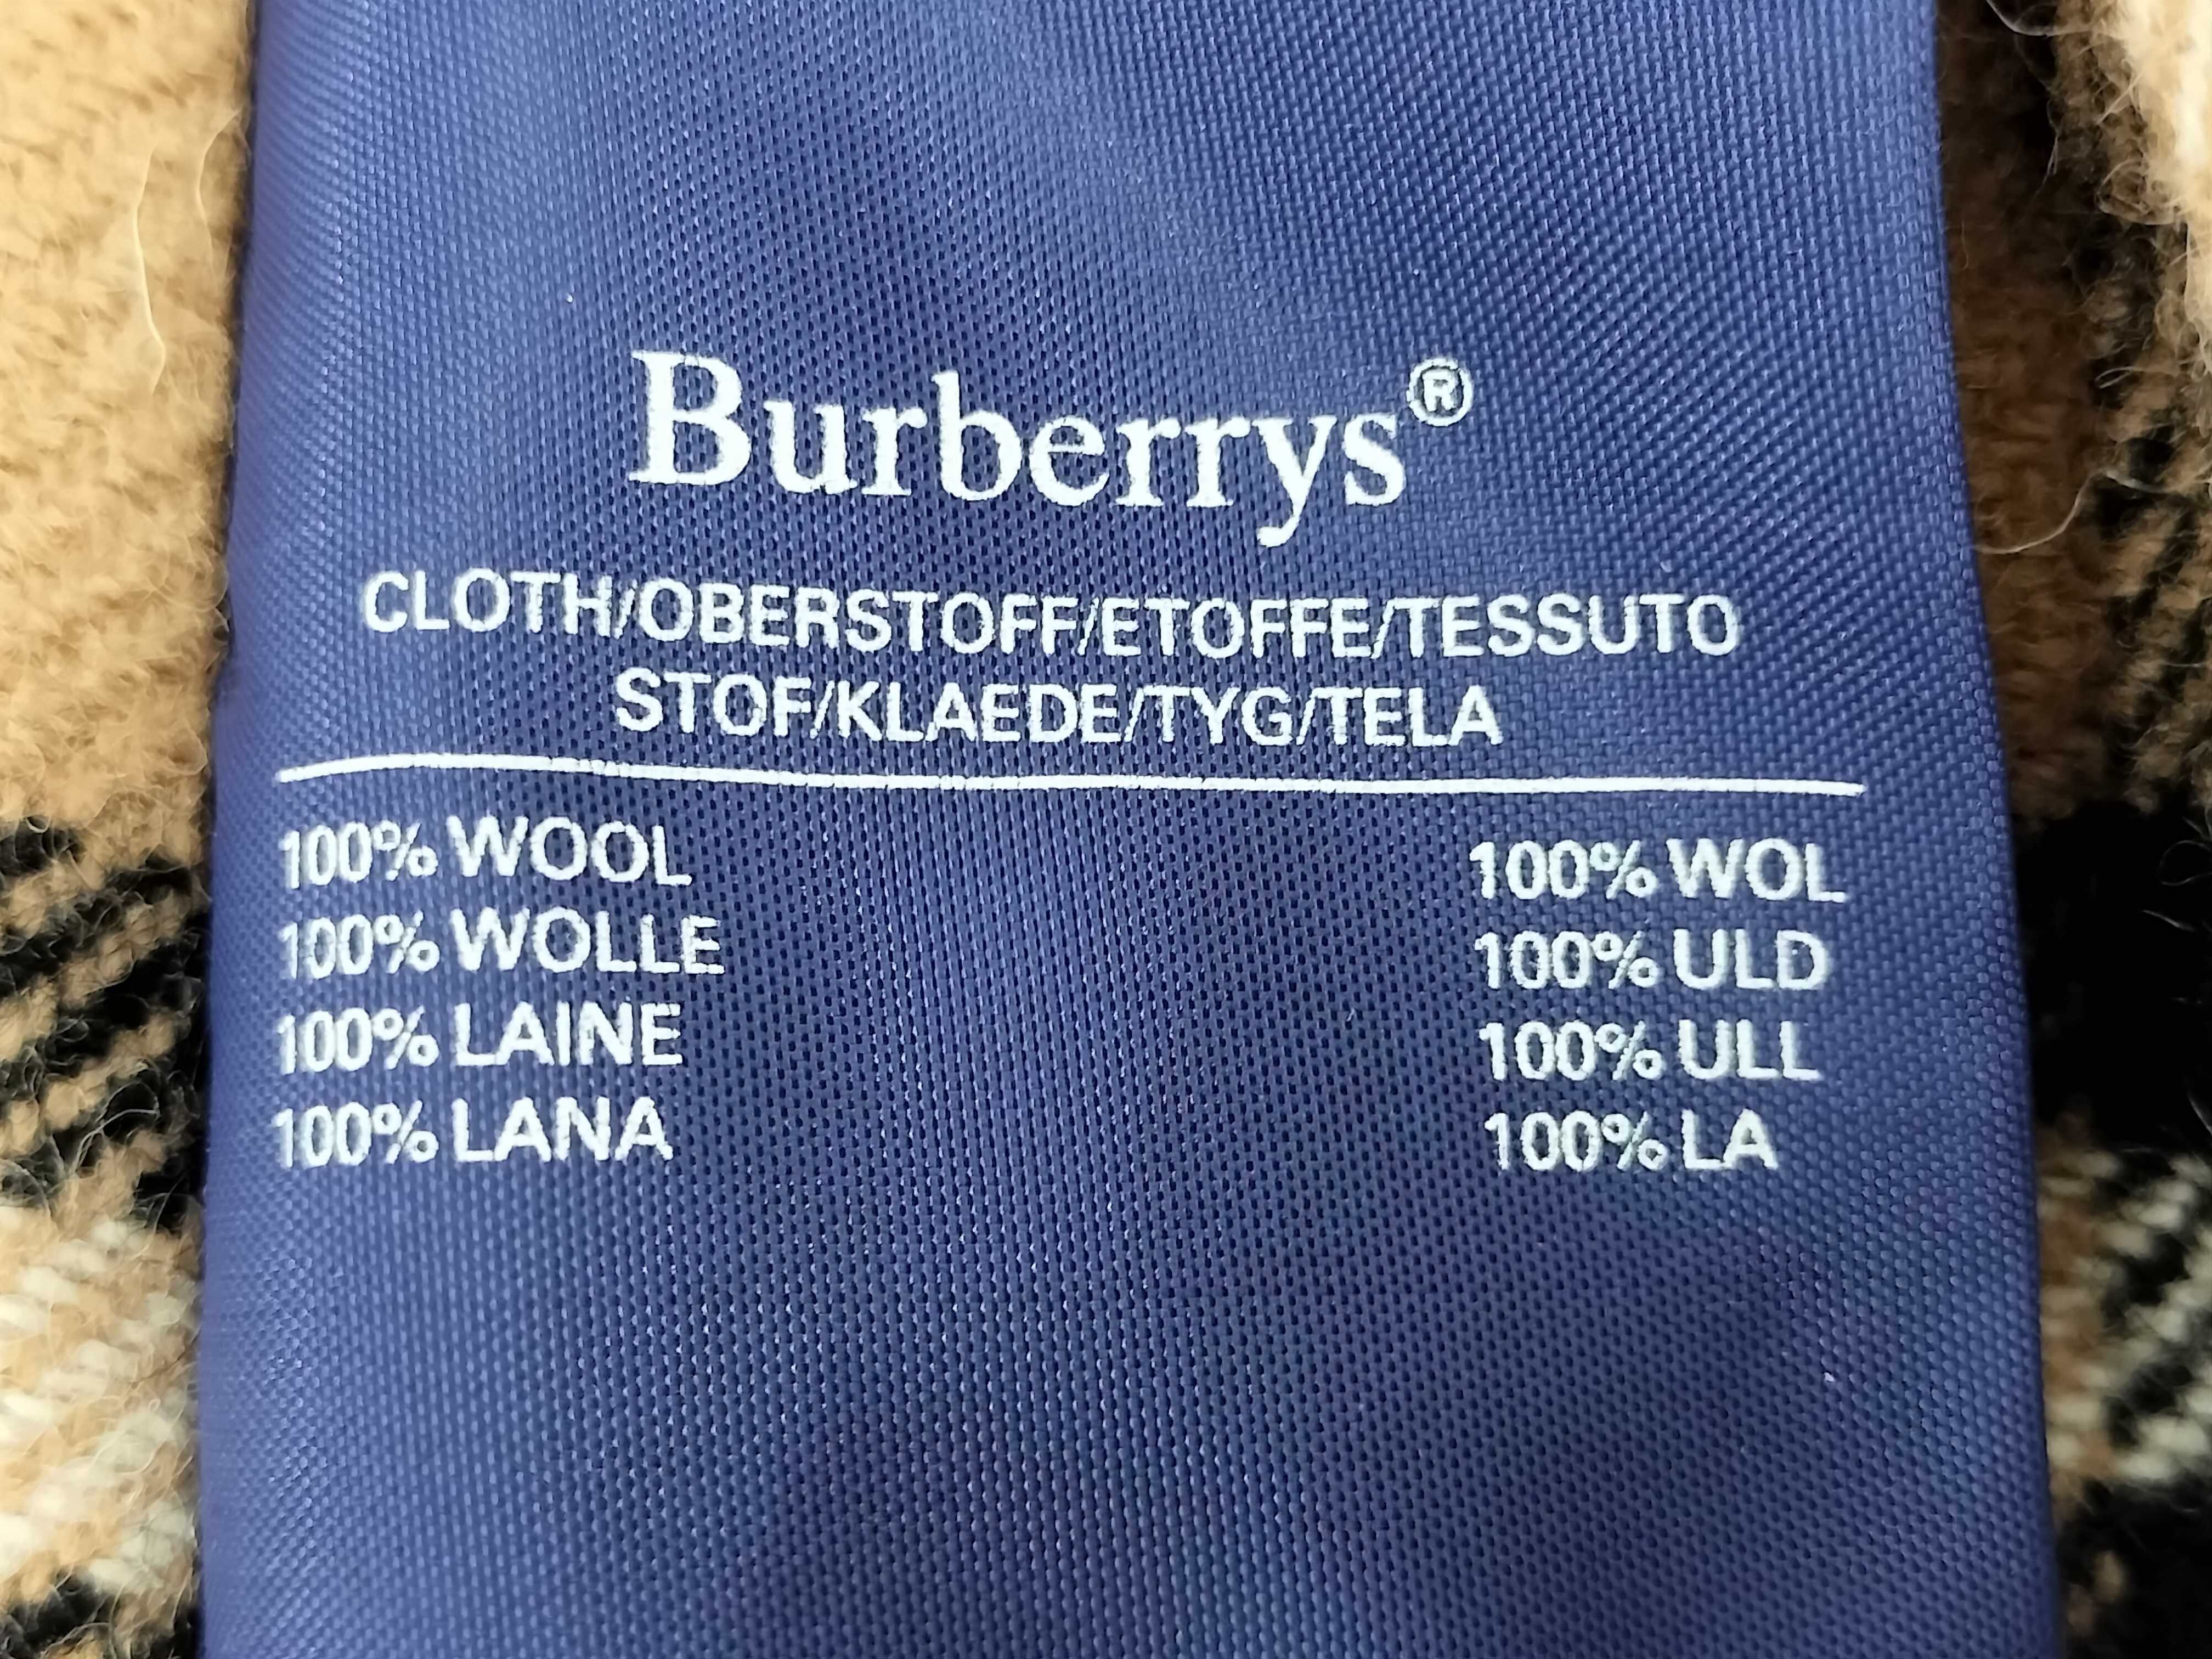 Burberrys®
CLOTH/OBERSTOFF/ETOFFE/TESSUTO
STOF/KLAEDE/TYG/TELA
100% WOOL 100% WOL
100% WOLLE 100% ULD
100% LAINE 100% ULL
100% LANA 100% LA